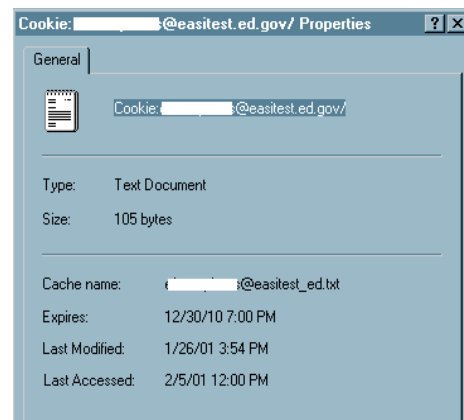 Cookie: s@easitest.ed.gov/ Properties ? ×
General
Cookie: s@easitest.ed.gov/
Type: Text Document
Size: 105 bytes
Cache name: s@easitest_ed.txt
Expires: 12/30/10 7:00 PM
Last Modified: 1/26/01 3:54 PM
Last Accessed: 2/5/01 12:00 PM